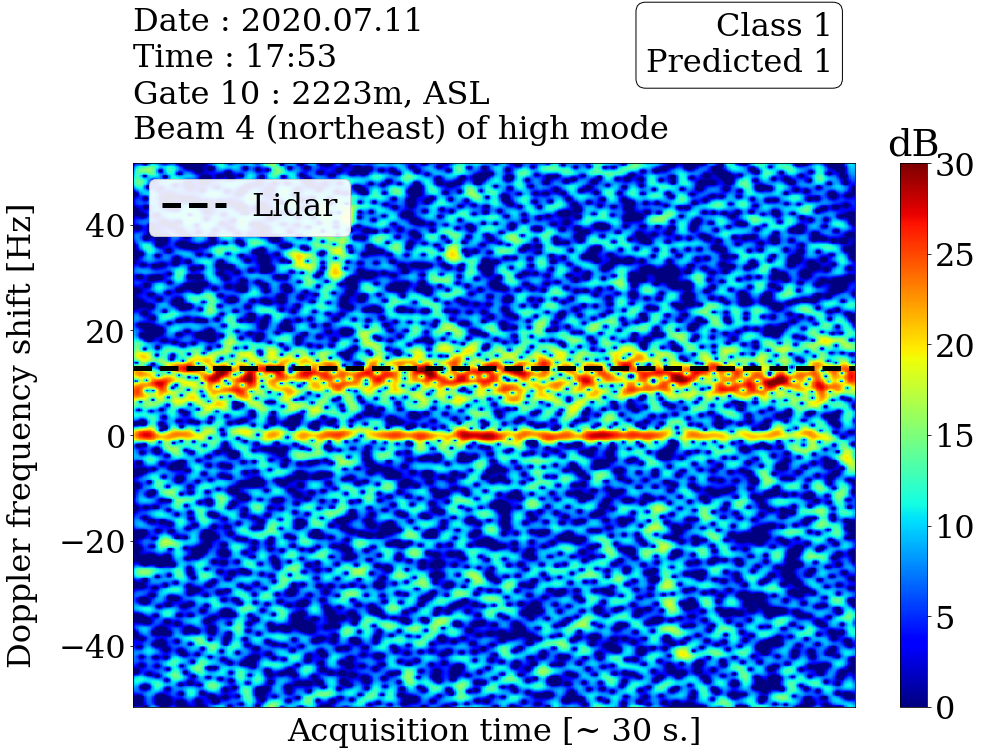 Date : 2020.07.11
Time : 17:53
Gate 10 : 2223m, ASL
Beam 4 (northeast) of high mode
Class 1
Predicted 1
dB
Lidar
Doppler frequency shift [Hz]
40
20
0
−20
−40
30
25
20
15
10
5
0
Acquisition time [~ 30 s.]